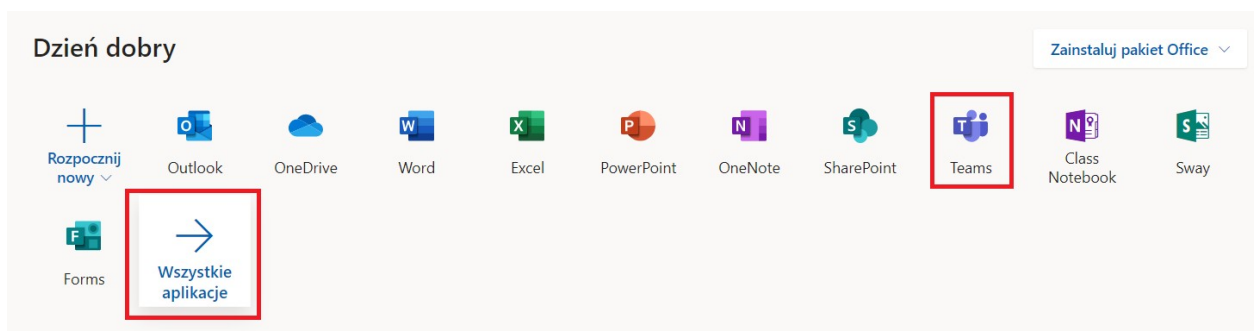 Dzień dobry
Zainstaluj pakiet Office
Rozpocznij
nowy
Outlook
OneDrive
Word
Excel
PowerPoint
OneNote
SharePoint
Teams
Class
Notebook
Sway
Forms
Wszystkie
aplikacje